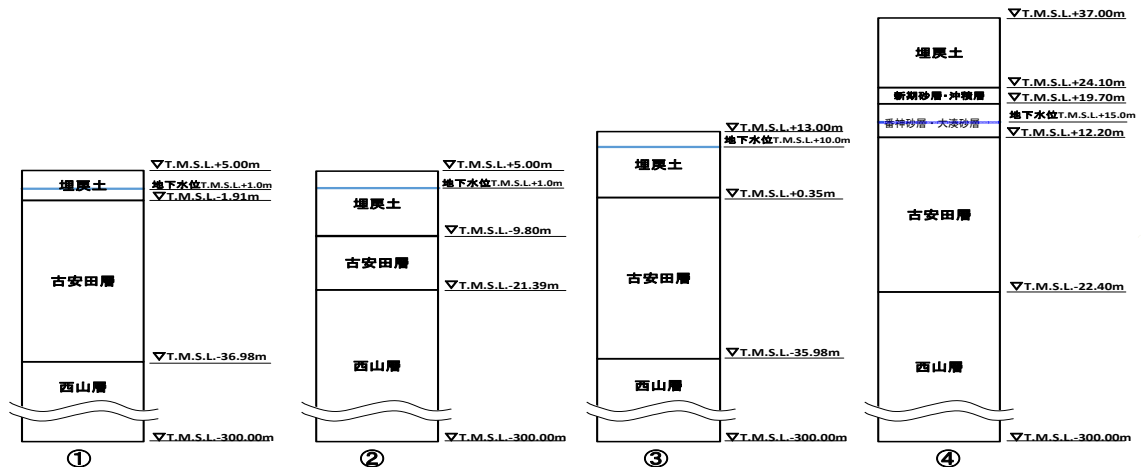 ▽T.M.S.L.+5.00m
埋戻土
地下水位T.M.S.L.+1.0m
▽T.M.S.L.-1.91m
古安田層
▽T.M.S.L.-36.98m
西山層
▽T.M.S.L.-300.00m
①
▽T.M.S.L.+5.00m
地下水位T.M.S.L.+1.0m
埋戻土
▽T.M.S.L.-9.80m
古安田層
▽T.M.S.L.-21.39m
西山層
▽T.M.S.L.-300.00m
②
▽T.M.S.L.+13.00m
地下水位T.M.S.L.+10.0m
埋戻土
▽T.M.S.L.+0.35m
古安田層
▽T.M.S.L.-35.98m
西山層
▽T.M.S.L.-300.00m
③
▽T.M.S.L.+37.00m
埋戻土
▽T.M.S.L.+24.10m
新期砂層・沖積層
▽T.M.S.L.+19.70m
地下水位T.M.S.L.+15.0m
番神砂層・大湊砂層
▽T.M.S.L.+12.20m
古安田層
▽T.M.S.L.-22.40m
西山層
▽T.M.S.L.-300.00m
④